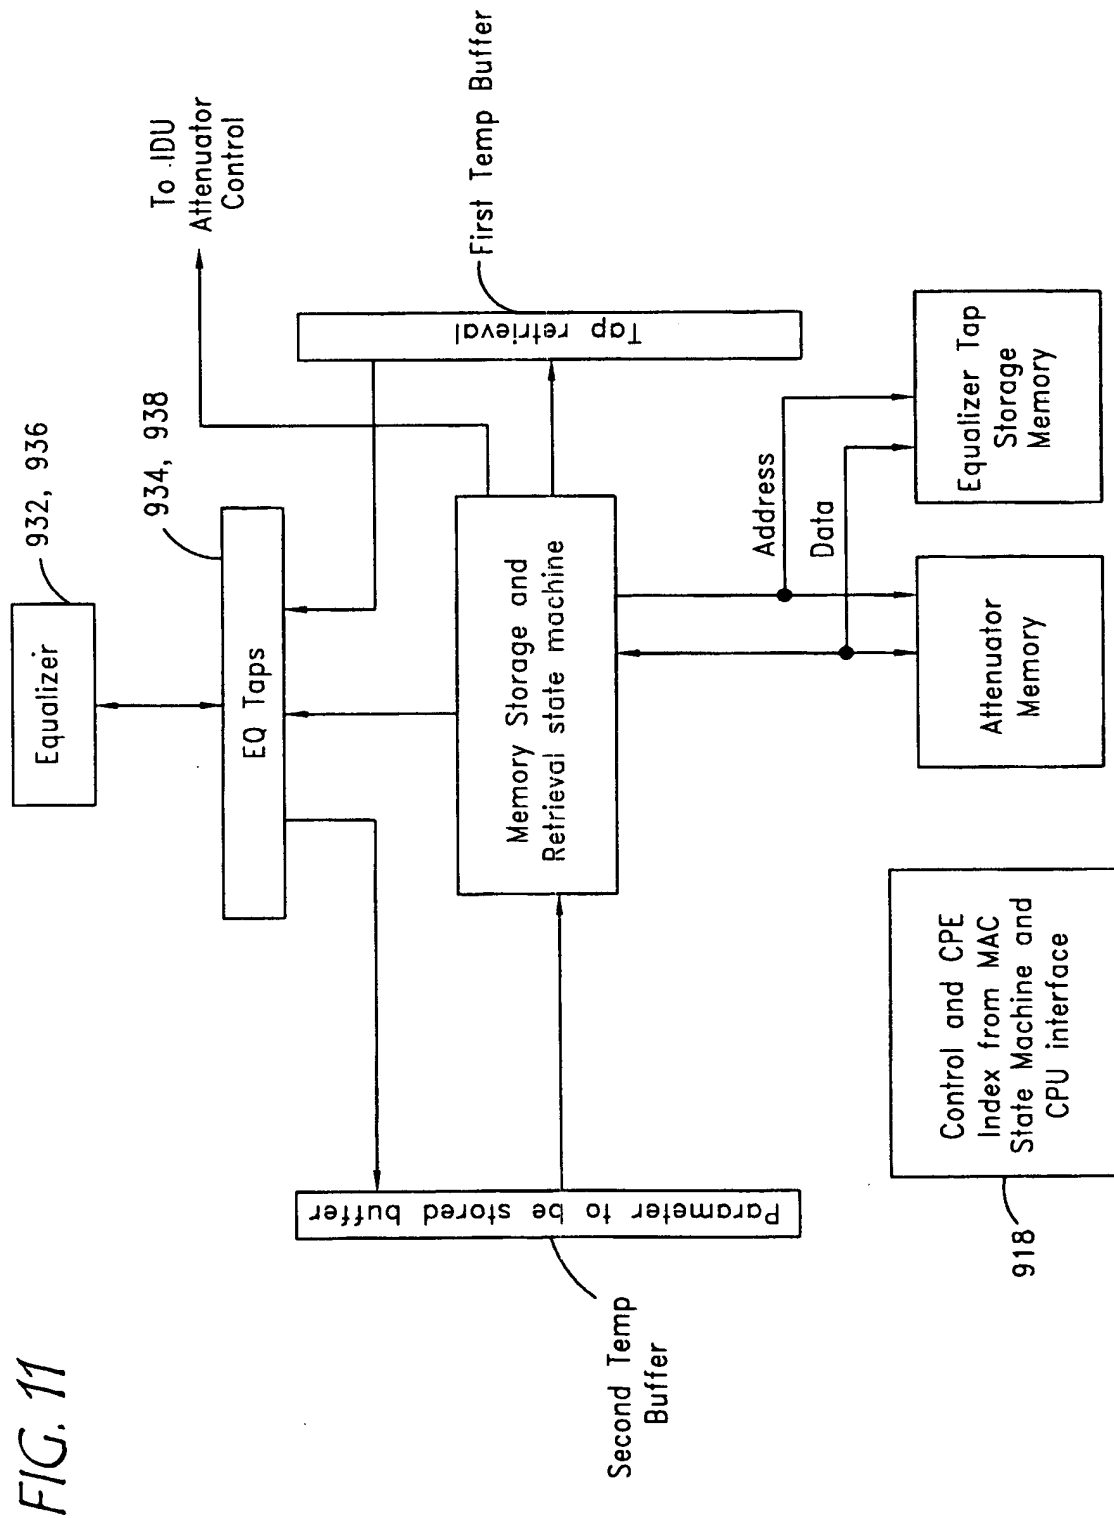 FIG. 11
Equalizer
932, 936
EQ Taps
934, 938
To IDU
Attenuator
Control
Parameter to be stored buffer
Second Temp
Buffer
Memory Storage and
Retrieval state machine
Tap retrieval
First Temp Buffer
Address
Data
Control and CPE
Index from MAC
State Machine and
CPU interface
918
Attenuator
Memory
Equalizer Tap
Storage
Memory